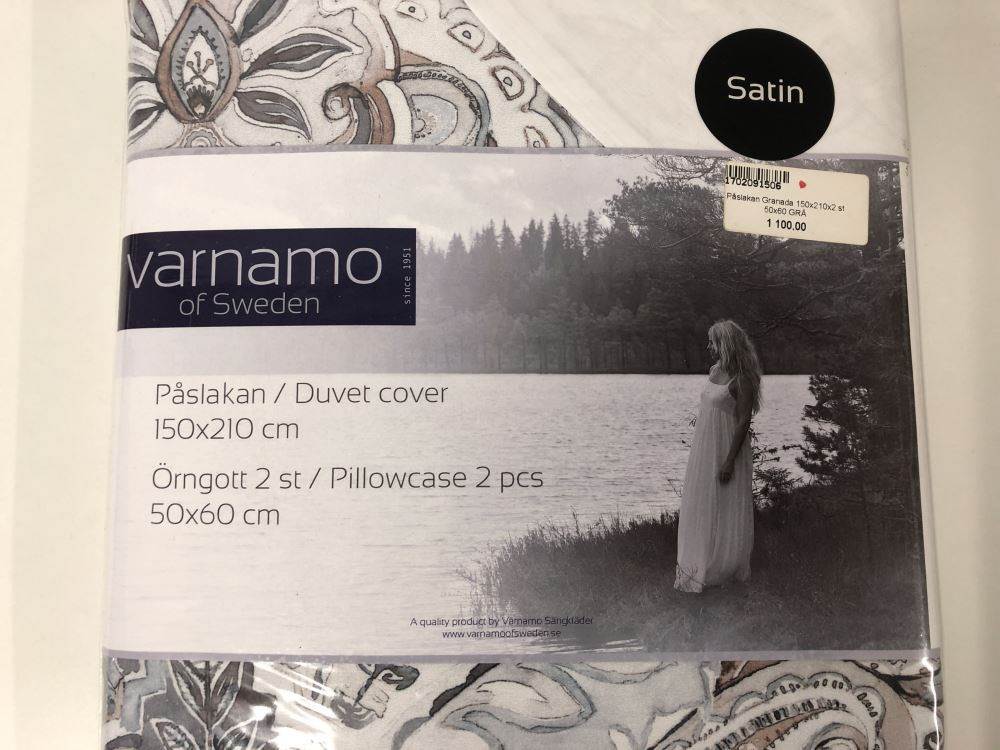 Satin
1702091506
Påslakan Granada 150x210x2 st
50x60 GRÅ
1 100,00
varnamo
of Sweden
since 1951
Påslakan / Duvet cover
150x210 cm
Örngott 2 st / Pillowcase 2 pcs
50x60 cm
A quality product by Värnamo Sängkläder
www.varnamoofsweden.se